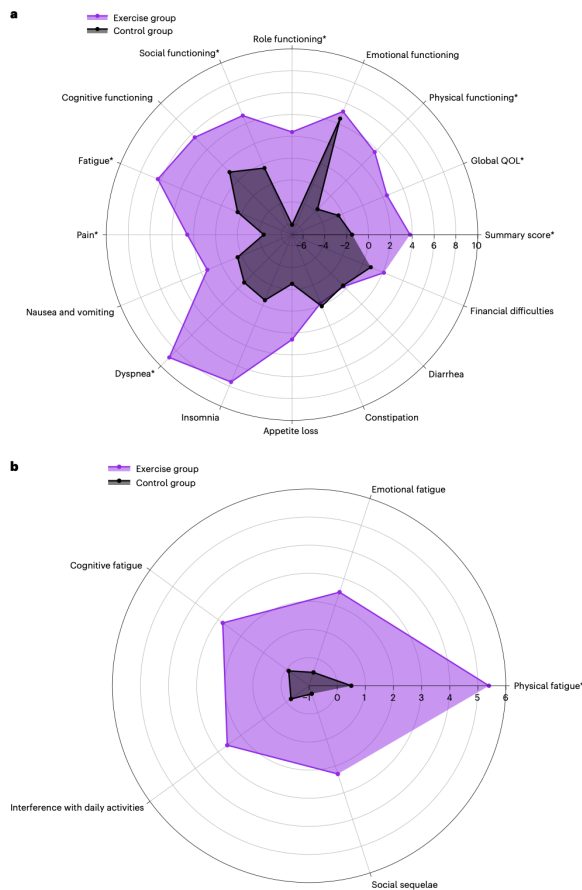 a
Exercise group
Control group
Role functioning*
Social functioning*
Emotional functioning
Cognitive functioning
Physical functioning*
Fatigue*
Global QOL*
Pain*
Summary score*
−6 −4 −2 0 2 4 6 8 10
Nausea and vomiting
Financial difficulties
Dyspnea*
Diarrhea
Insomnia
Constipation
Appetite loss
b
Exercise group
Control group
Emotional fatigue
Cognitive fatigue
Physical fatigue*
−1 0 1 2 3 4 5 6
Interference with daily activities
Social sequelae